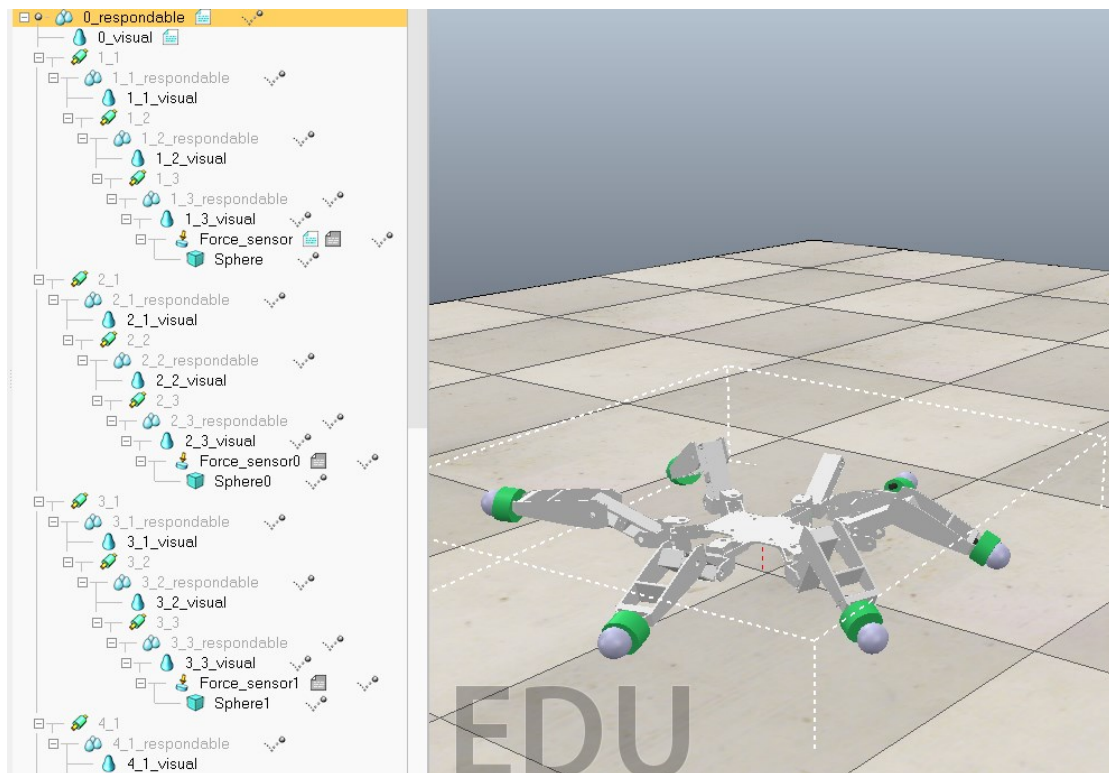 0_respondable
0_visual
1_1
1_1_respondable
1_1_visual
1_2
1_2_respondable
1_2_visual
1_3
1_3_respondable
1_3_visual
Force_sensor
Sphere
2_1
2_1_respondable
2_1_visual
2_2
2_2_respondable
2_2_visual
2_3
2_3_respondable
2_3_visual
Force_sensor0
Sphere0
3_1
3_1_respondable
3_1_visual
3_2
3_2_respondable
3_2_visual
3_3
3_3_respondable
3_3_visual
Force_sensor1
Sphere1
4_1
4_1_respondable
4_1_visual
EDU